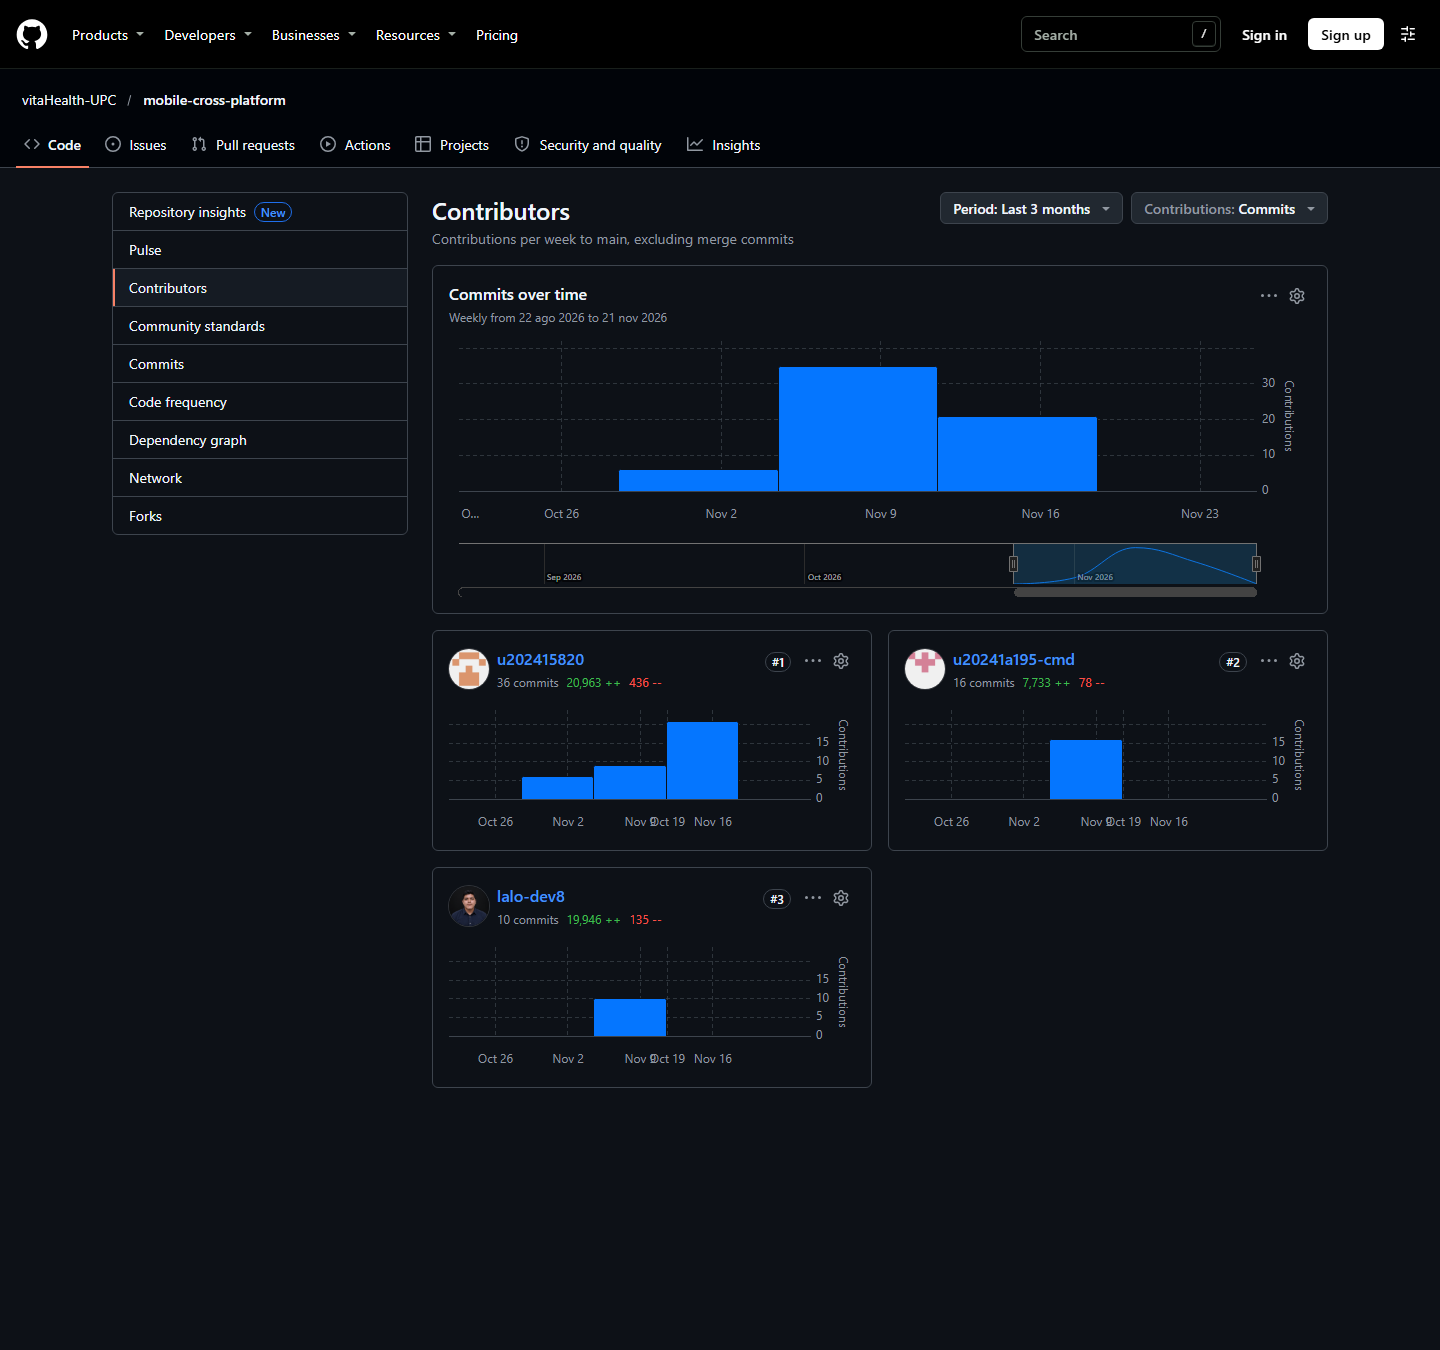 Products
Developers
Businesses
Resources
Pricing
Search
/
Sign in
Sign up
vitaHealth-UPC / mobile-cross-platform
Code
Issues
Pull requests
Actions
Projects
Security and quality
Insights
Repository insights New
Pulse
Contributors
Community standards
Commits
Code frequency
Dependency graph
Network
Forks
Contributors
Period: Last 3 months
Contributions: Commits
Contributions per week to main, excluding merge commits
Commits over time
Weekly from 22 ago 2026 to 21 nov 2026
30
20
10
0
Contributions
O...
Oct 26
Nov 2
Nov 9
Nov 16
Nov 23
Sep 2026
Oct 2026
Nov 2026
u202415820
#1
36 commits 20,963 ++ 436 --
15
10
5
0
Contributions
Oct 26
Nov 2
Nov 9
Oct 19
Nov 16
u20241a195-cmd
#2
16 commits 7,733 ++ 78 --
15
10
5
0
Contributions
Oct 26
Nov 2
Nov 9
Oct 19
Nov 16
lalo-dev8
#3
10 commits 19,946 ++ 135 --
15
10
5
0
Contributions
Oct 26
Nov 2
Nov 9
Oct 19
Nov 16